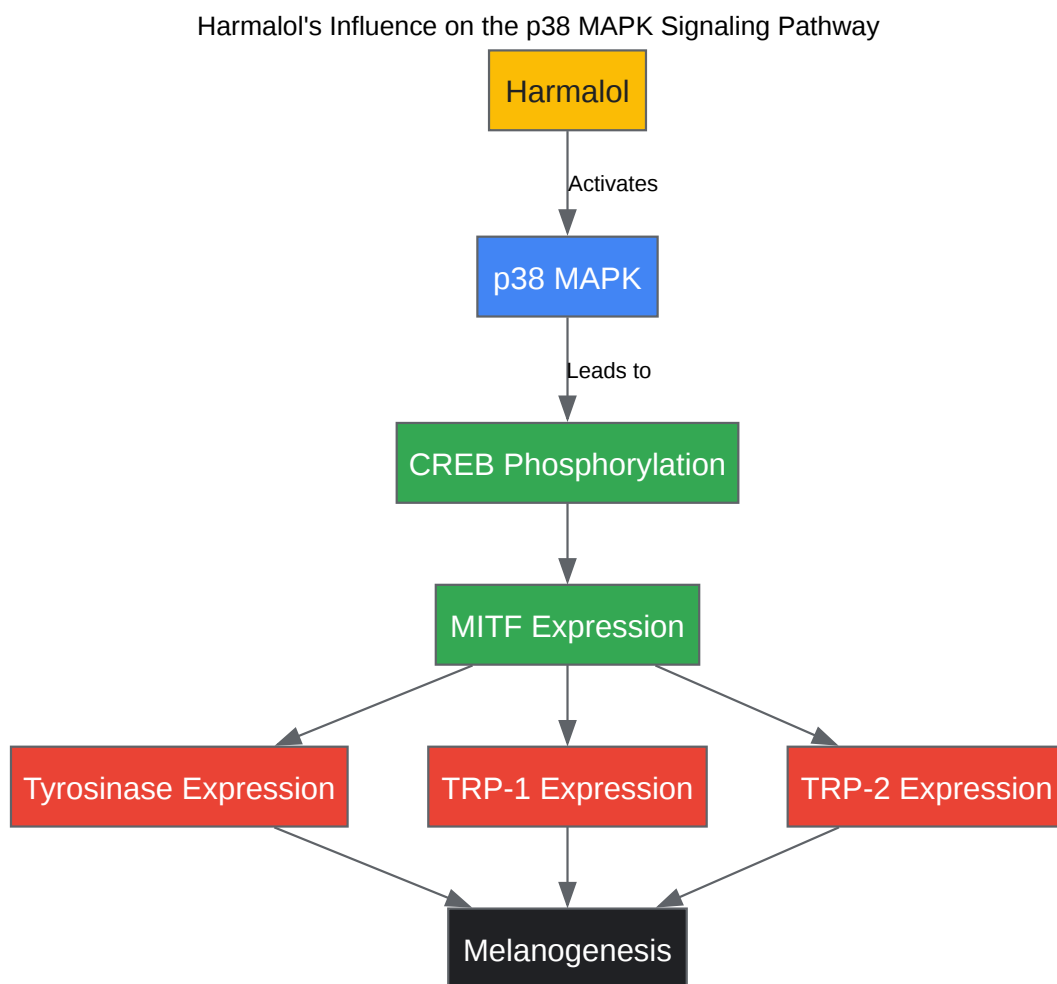 Harmalol's Influence on the p38 MAPK Signaling Pathway
Harmalol
Activates
p38 MAPK
Leads to
CREB Phosphorylation
MITF Expression
Tyrosinase Expression
TRP-1 Expression
TRP-2 Expression
Melanogenesis